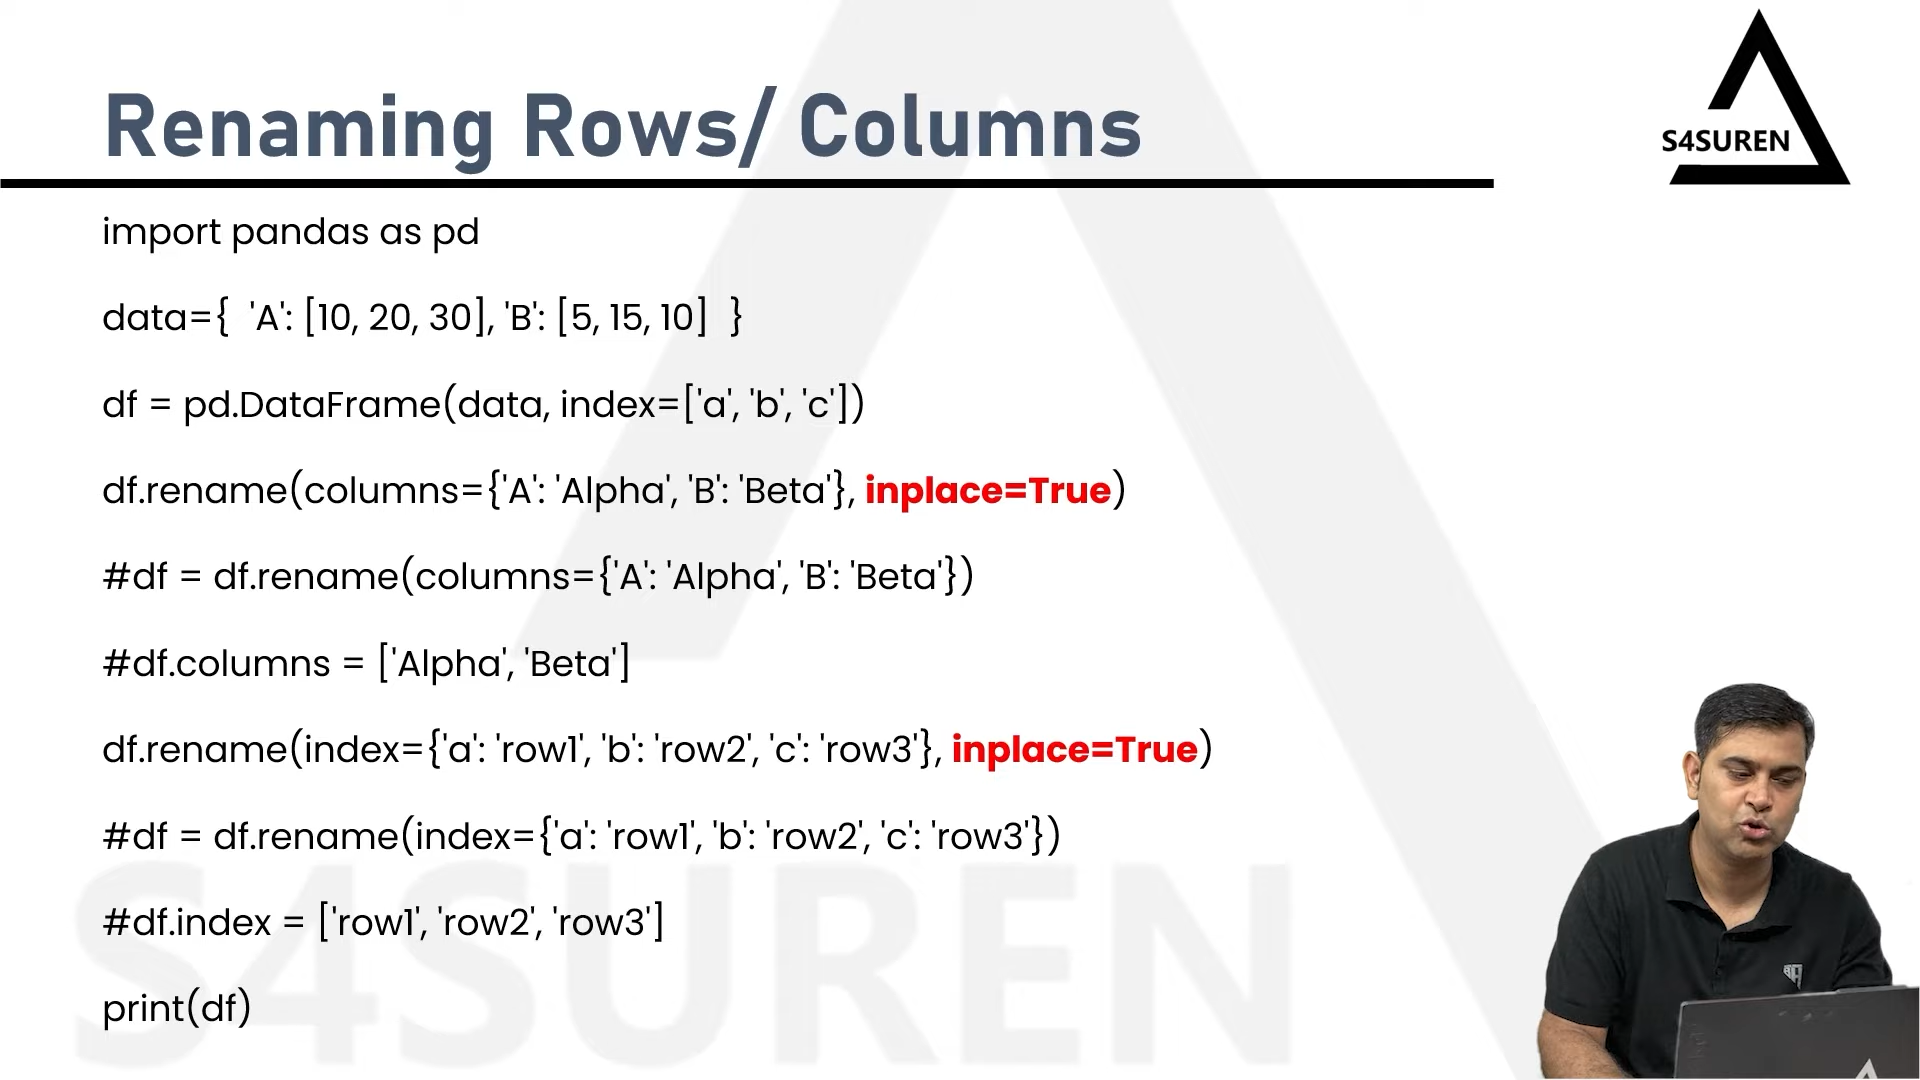 Renaming Rows/ Columns
S4SUREN
import pandas as pd
data={  'A': [10, 20, 30], 'B': [5, 15, 10]  }
df = pd.DataFrame(data, index=['a', 'b', 'c'])
df.rename(columns={'A': 'Alpha', 'B': 'Beta'}, inplace=True)
#df = df.rename(columns={'A': 'Alpha', 'B': 'Beta'})
#df.columns = ['Alpha', 'Beta']
df.rename(index={'a': 'row1', 'b': 'row2', 'c': 'row3'}, inplace=True)
#df = df.rename(index={'a': 'row1', 'b': 'row2', 'c': 'row3'})
#df.index = ['row1', 'row2', 'row3']
print(df)
S4SUREN